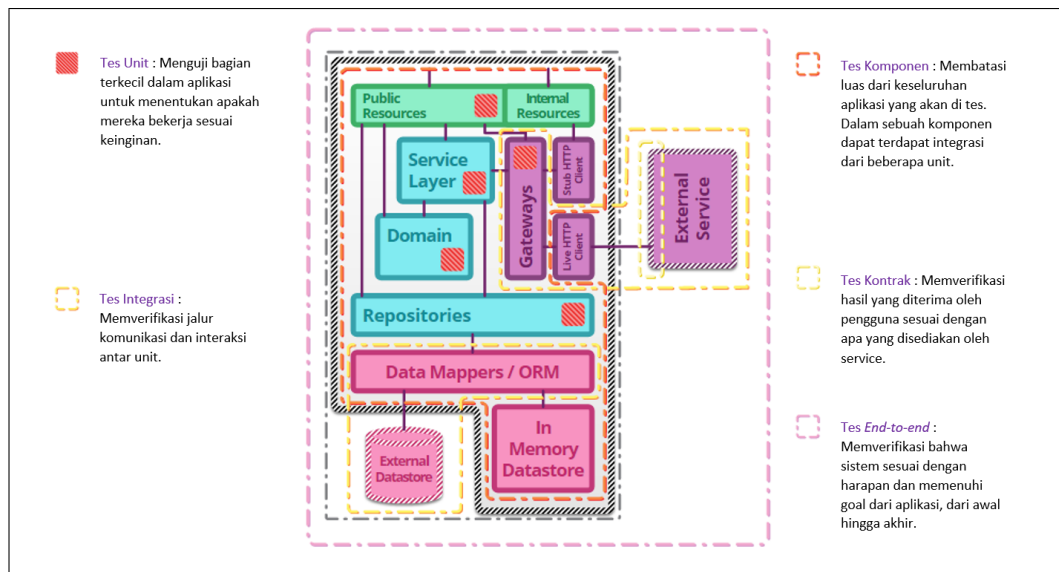 Tes Unit : Menguji bagian
terkecil dalam aplikasi
untuk menentukan apakah
mereka bekerja sesuai
keinginan.
Tes Integrasi :
Memverifikasi jalur
komunikasi dan interaksi
antar unit.
Public
Resources
Internal
Resources
Service
Layer
Domain
Gateways
Stub HTTP
Client
Live HTTP
Client
External
Service
Repositories
Data Mappers / ORM
External
Datastore
In
Memory
Datastore
Tes Komponen : Membatasi
luas dari keseluruhan
aplikasi yang akan di tes.
Dalam sebuah komponen
dapat terdapat integrasi
dari beberapa unit.
Tes Kontrak : Memverifikasi
hasil yang diterima oleh
pengguna sesuai dengan
apa yang disediakan oleh
service.
Tes End-to-end :
Memverifikasi bahwa
sistem sesuai dengan
harapan dan memenuhi
goal dari aplikasi, dari awal
hingga akhir.